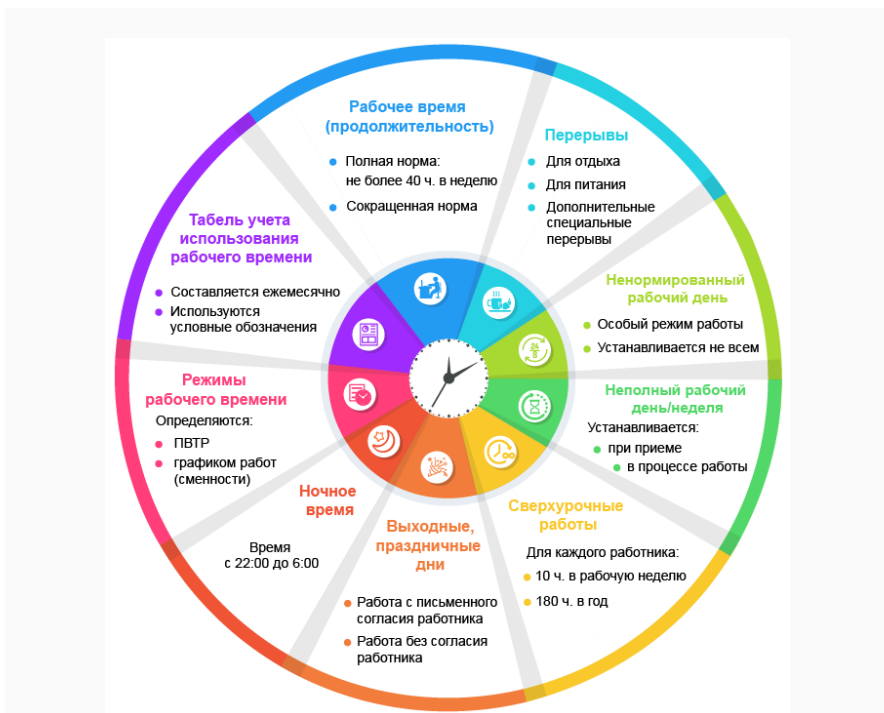 Рабочее время
(продолжительность)
Полная норма:
не более 40 ч. в неделю
Сокращенная норма
Перерывы
Для отдыха
Для питания
Дополнительные
специальные
перерывы
Ненормированный
рабочий день
Особый режим работы
Устанавливается не всем
Неполный рабочий
день/неделя
Устанавливается:
при приеме
в процессе работы
Сверхурочные
работы
Для каждого работника:
10 ч. в рабочую неделю
180 ч. в год
Выходные,
праздничные
дни
Работа с письменного
согласия работника
Работа без согласия
работника
Ночное
время
Время
с 22:00 до 6:00
Режимы
рабочего времени
Определяются:
ПВТР
графиком работ
(сменности)
Табель учета
использования
рабочего времени
Составляется ежемесячно
Используются
условные обозначения